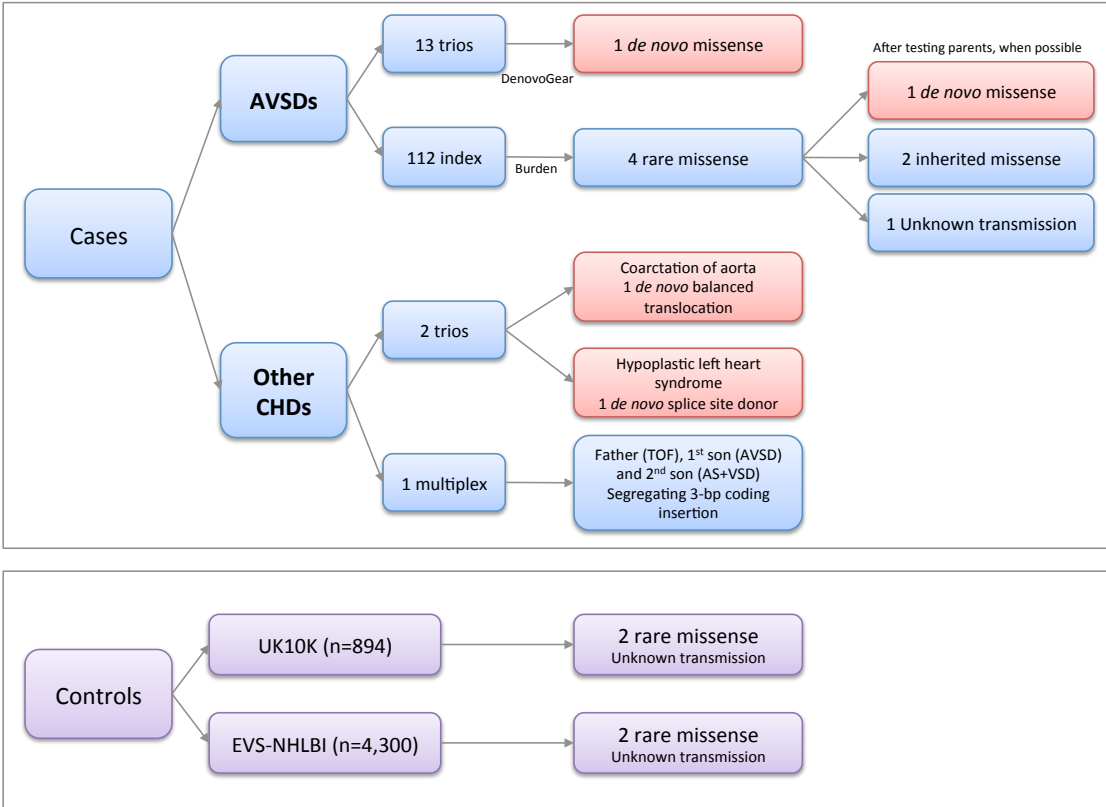 Cases
AVSDs
13 trios
DenovoGear
1 de novo missense
112 index
Burden
4 rare missense
After testing parents, when possible
1 de novo missense
2 inherited missense
1 Unknown transmission
Other
CHDs
2 trios
Coarctation of aorta
1 de novo balanced
translocation
Hypoplastic left heart
syndrome
1 de novo splice site donor
1 multiplex
Father (TOF), 1st son (AVSD)
and 2nd son (AS+VSD)
Segregating 3-bp coding
insertion
Controls
UK10K (n=894)
2 rare missense
Unknown transmission
EVS-NHLBI (n=4,300)
2 rare missense
Unknown transmission